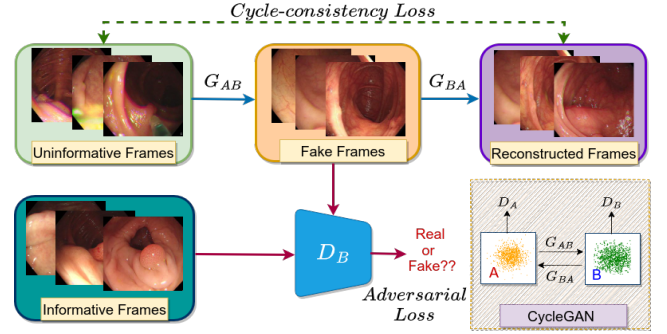 Cycle-consistency Loss
G_AB
G_BA
Uninformative Frames
Fake Frames
Reconstructed Frames
D_A
D_B
G_AB
G_BA
A
B
CycleGAN
D_B
Real
or
Fake??
Adversarial
Loss
Informative Frames